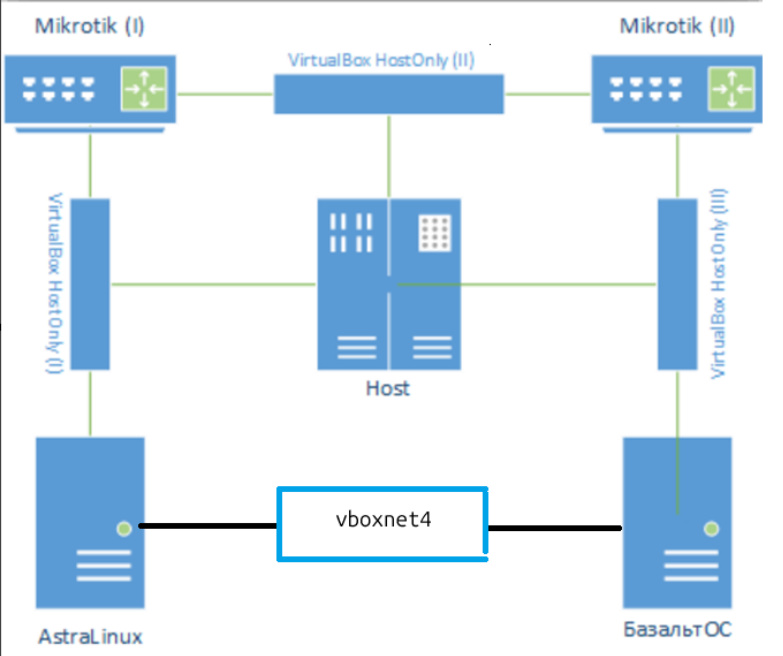 Mikrotik (I)
Mikrotik (II)
VirtualBox HostOnly (II)
VirtualBox HostOnly (I)
VirtualBox HostOnly (III)
Host
vboxnet4
AstraLinux
БазальтОС